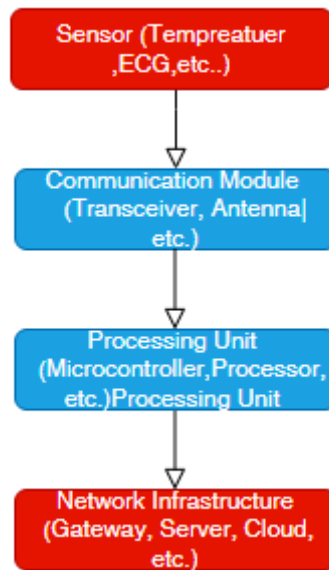 Sensor (Tempreatuer
,ECG,etc..)
Communication Module
(Transceiver, Antenna|
etc.)
Processing Unit
(Microcontroller,Processor,
etc.)Processing Unit
Network Infrastructure
(Gateway, Server, Cloud,
etc.)